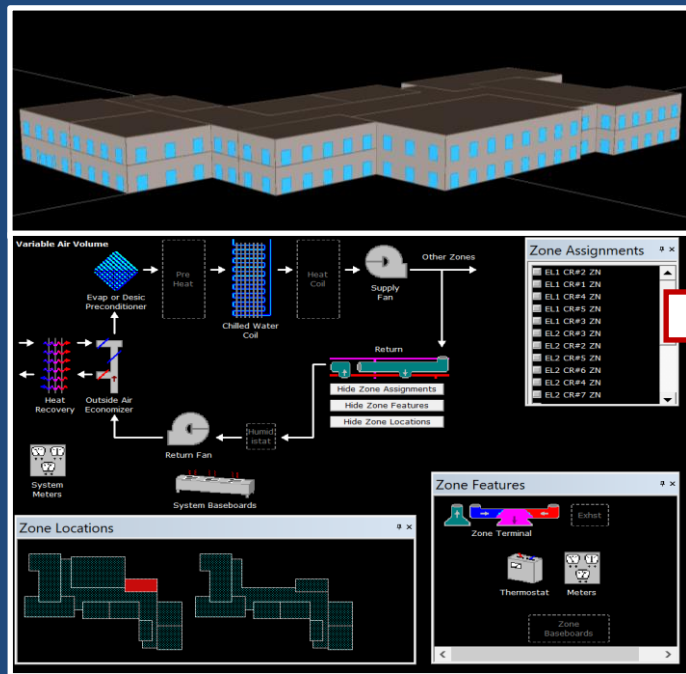 Variable Air Volume
Evap or Desic
Preconditioner
Pre
Heat
Chilled Water
Coil
Heat
Coil
Supply
Fan
Other Zones
Zone Assignments
EL1 CR#2 ZN
EL1 CR#1 ZN
EL1 CR#4 ZN
EL1 CR#5 ZN
EL1 CR#3 ZN
EL2 CR#3 ZN
EL2 CR#2 ZN
EL2 CR#5 ZN
EL2 CR#6 ZN
EL2 CR#4 ZN
EL2 CR#7 ZN
Heat
Recovery
Outside Air
Economizer
Return
Hide Zone Assignments
Hide Zone Features
Hide Zone Locations
Return Fan
Humid
istat
System
Meters
System Baseboards
Zone Features
Zone Terminal
Exhst
Thermostat
Meters
Zone
Baseboards
Zone Locations